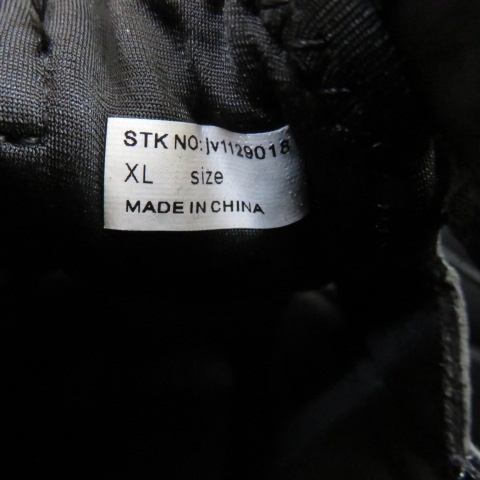 STK NO:jv1129018
XL size
MADE IN CHINA